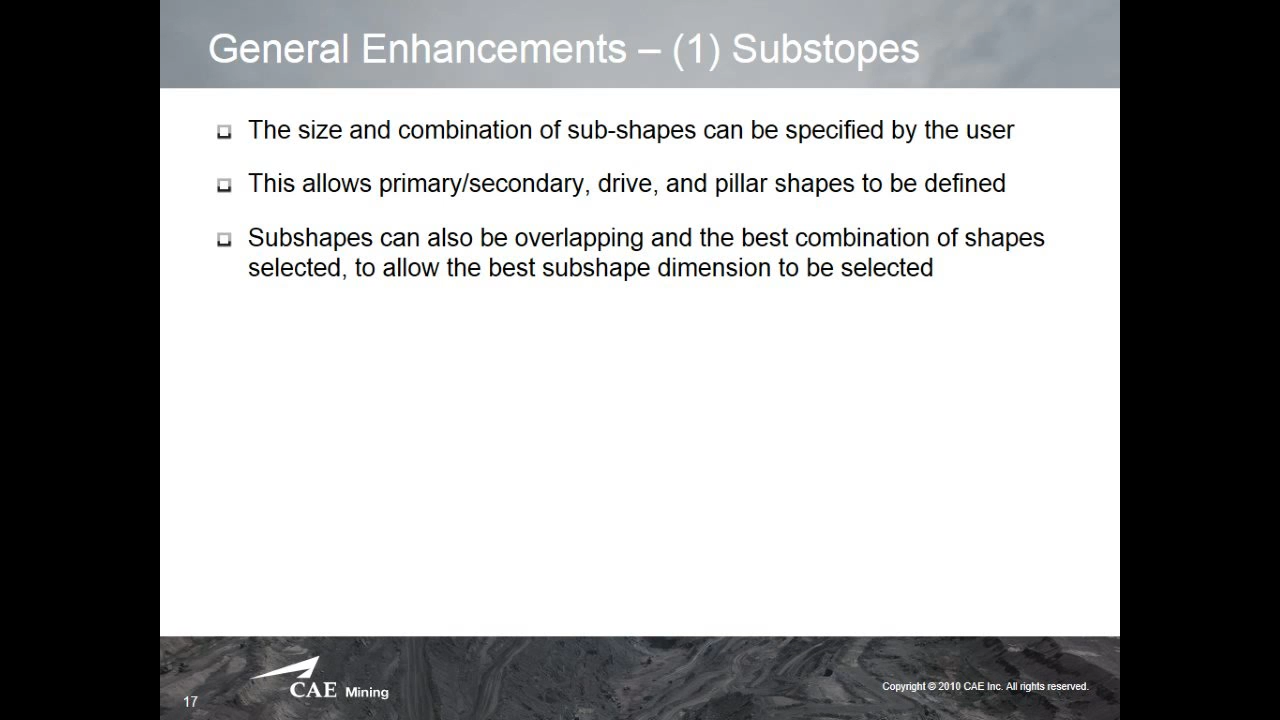 General Enhancements – (1) Substopes
The size and combination of sub-shapes can be specified by the user
This allows primary/secondary, drive, and pillar shapes to be defined
Subshapes can also be overlapping and the best combination of shapes
selected, to allow the best subshape dimension to be selected
CAE Mining
17
Copyright © 2010 CAE Inc. All rights reserved.